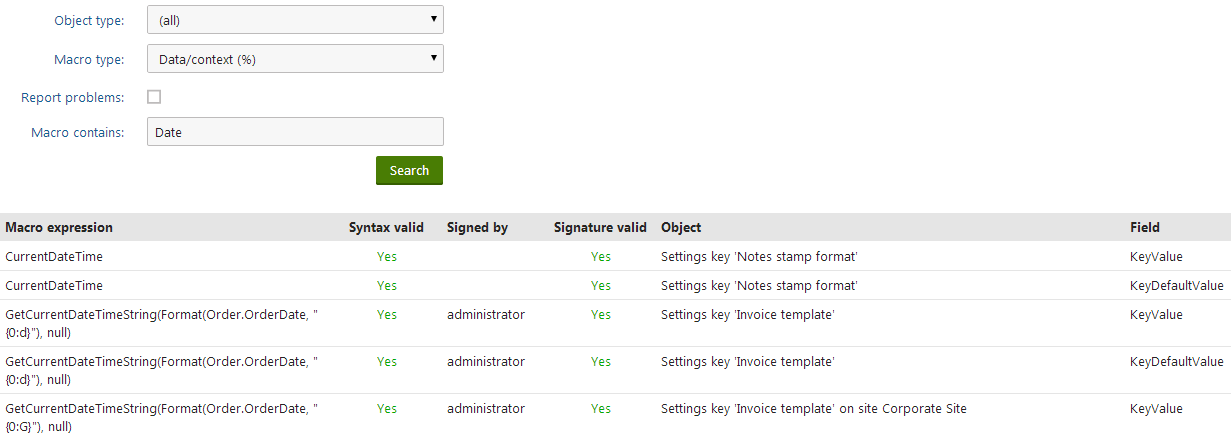 Object type: (all)
Macro type: Data/context (%)
Report problems:
Macro contains: Date
Search
Macro expression Syntax valid Signed by Signature valid Object Field
CurrentDateTime Yes Yes Settings key 'Notes stamp format' KeyValue
CurrentDateTime Yes Yes Settings key 'Notes stamp format' KeyDefaultValue
GetCurrentDateTimeString(Format(Order.OrderDate, " Yes administrator Yes Settings key 'Invoice template' KeyValue
{0:d}"), null)
GetCurrentDateTimeString(Format(Order.OrderDate, " Yes administrator Yes Settings key 'Invoice template' KeyDefaultValue
{0:d}"), null)
GetCurrentDateTimeString(Format(Order.OrderDate, " Yes administrator Yes Settings key 'Invoice template' on site Corporate Site KeyValue
{0:G}"), null)